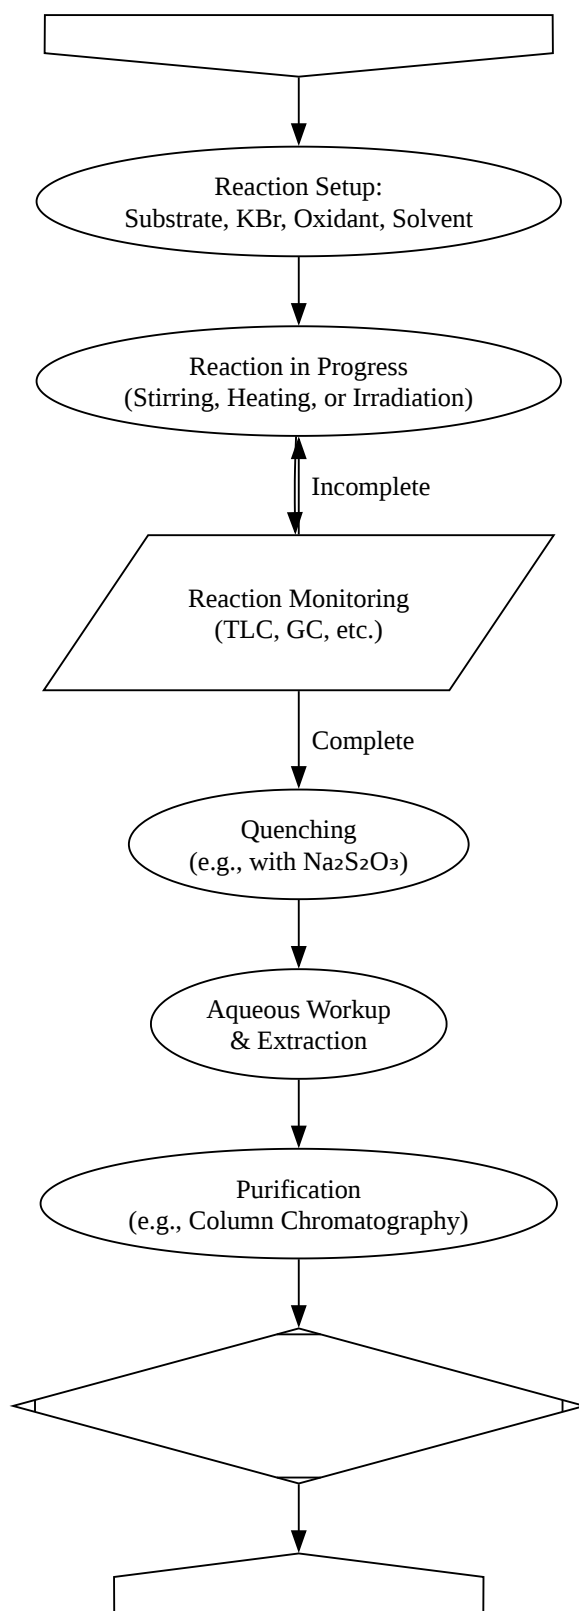 Reaction Setup:
Substrate, KBr, Oxidant, Solvent
Reaction in Progress
(Stirring, Heating, or Irradiation)
Incomplete
Reaction Monitoring
(TLC, GC, etc.)
Complete
Quenching
(e.g., with Na₂S₂O₃)
Aqueous Workup
& Extraction
Purification
(e.g., Column Chromatography)